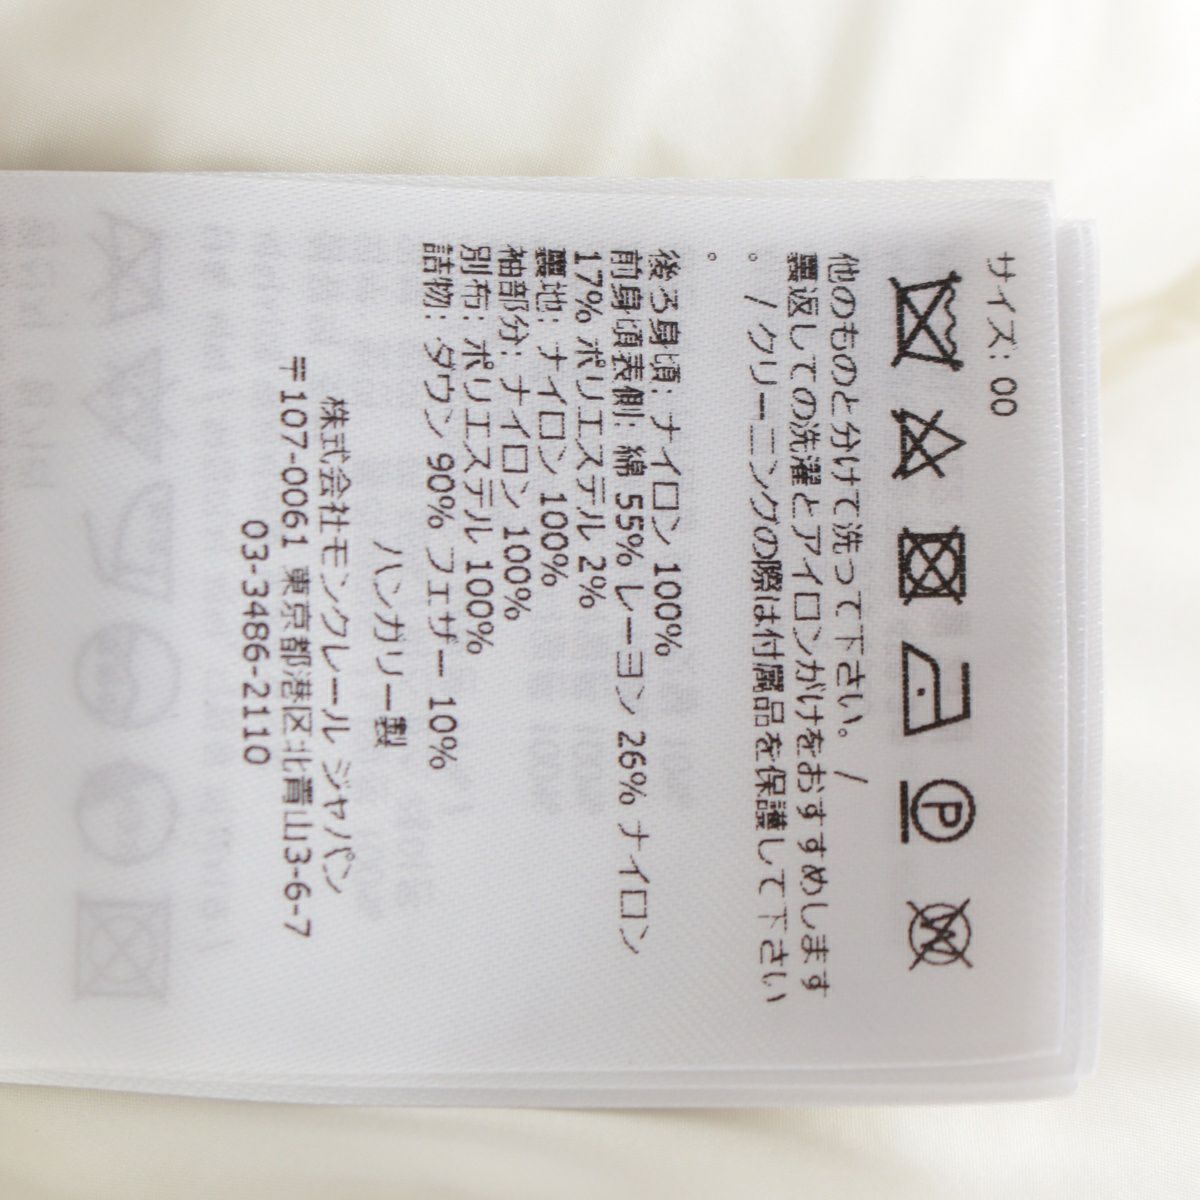 サイズ: 00
P
W
他のものと分けて洗って下さい。 /
裏返しての洗濯とアイロンがけをおすすめします
。 / クリーニングの際は付属品を保護して下さい
。
後ろ身頃: ナイロン 100%
前身頃表側: 綿 55% レーヨン 26% ナイロン
17% ポリエステル 2%
裏地: ナイロン 100%
袖部分: ナイロン 100%
別布: ポリエステル 100%
詰物: ダウン 90% フェザー 10%
ハンガリー製
株式会社モンクレール ジャパン
〒107-0061 東京都港区北青山3-6-7
03-3486-2110